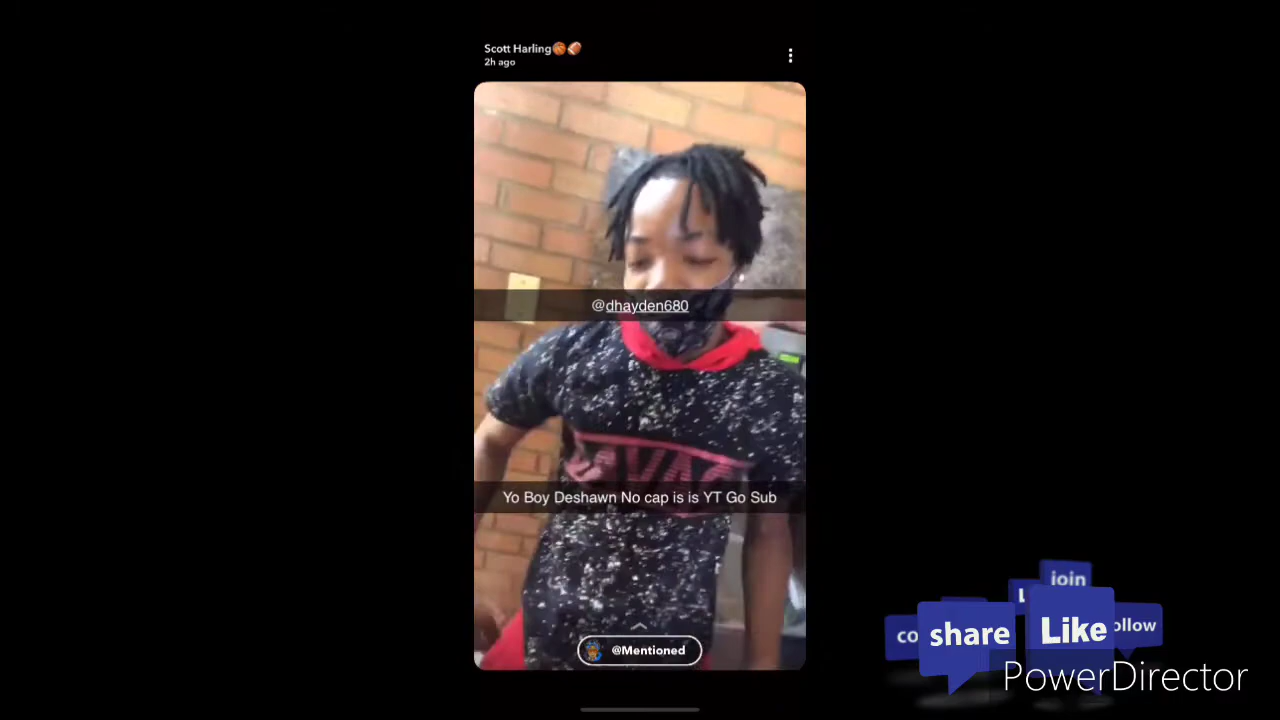 Scott Harling🏀🏈
2h ago
@dhayden680
Yo Boy Deshawn No cap is is YT Go Sub
@Mentioned
join
L
co
share
Like
ollow
PowerDirector